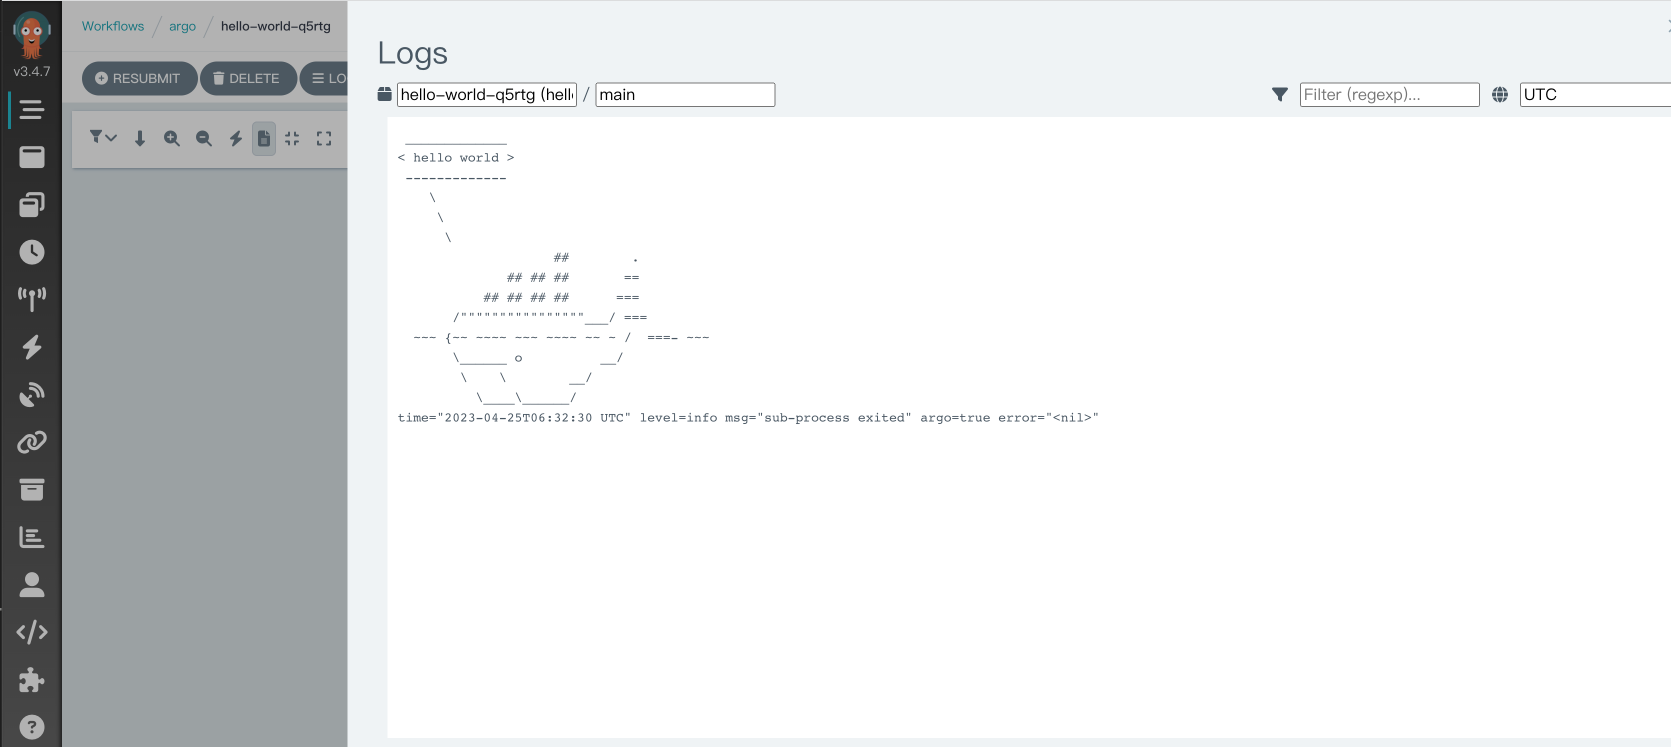 Workflows / argo / hello-world-q5rtg
v3.4.7
RESUBMIT DELETE LO
Logs
hello-world-q5rtg (hell / main Filter (regexp)... UTC
 _____________
< hello world >
 -------------
    \
     \
      \
                    ##        .
              ## ## ##       ==
           ## ## ## ##      ===
       /""""""""""""""""___/ ===
  ~~~ {~~ ~~~~ ~~~ ~~~~ ~~ ~ /  ===- ~~~
       \______ o          __/
        \    \        __/
          \____\______/
time="2023-04-25T06:32:30 UTC" level=info msg="sub-process exited" argo=true error="<nil>"